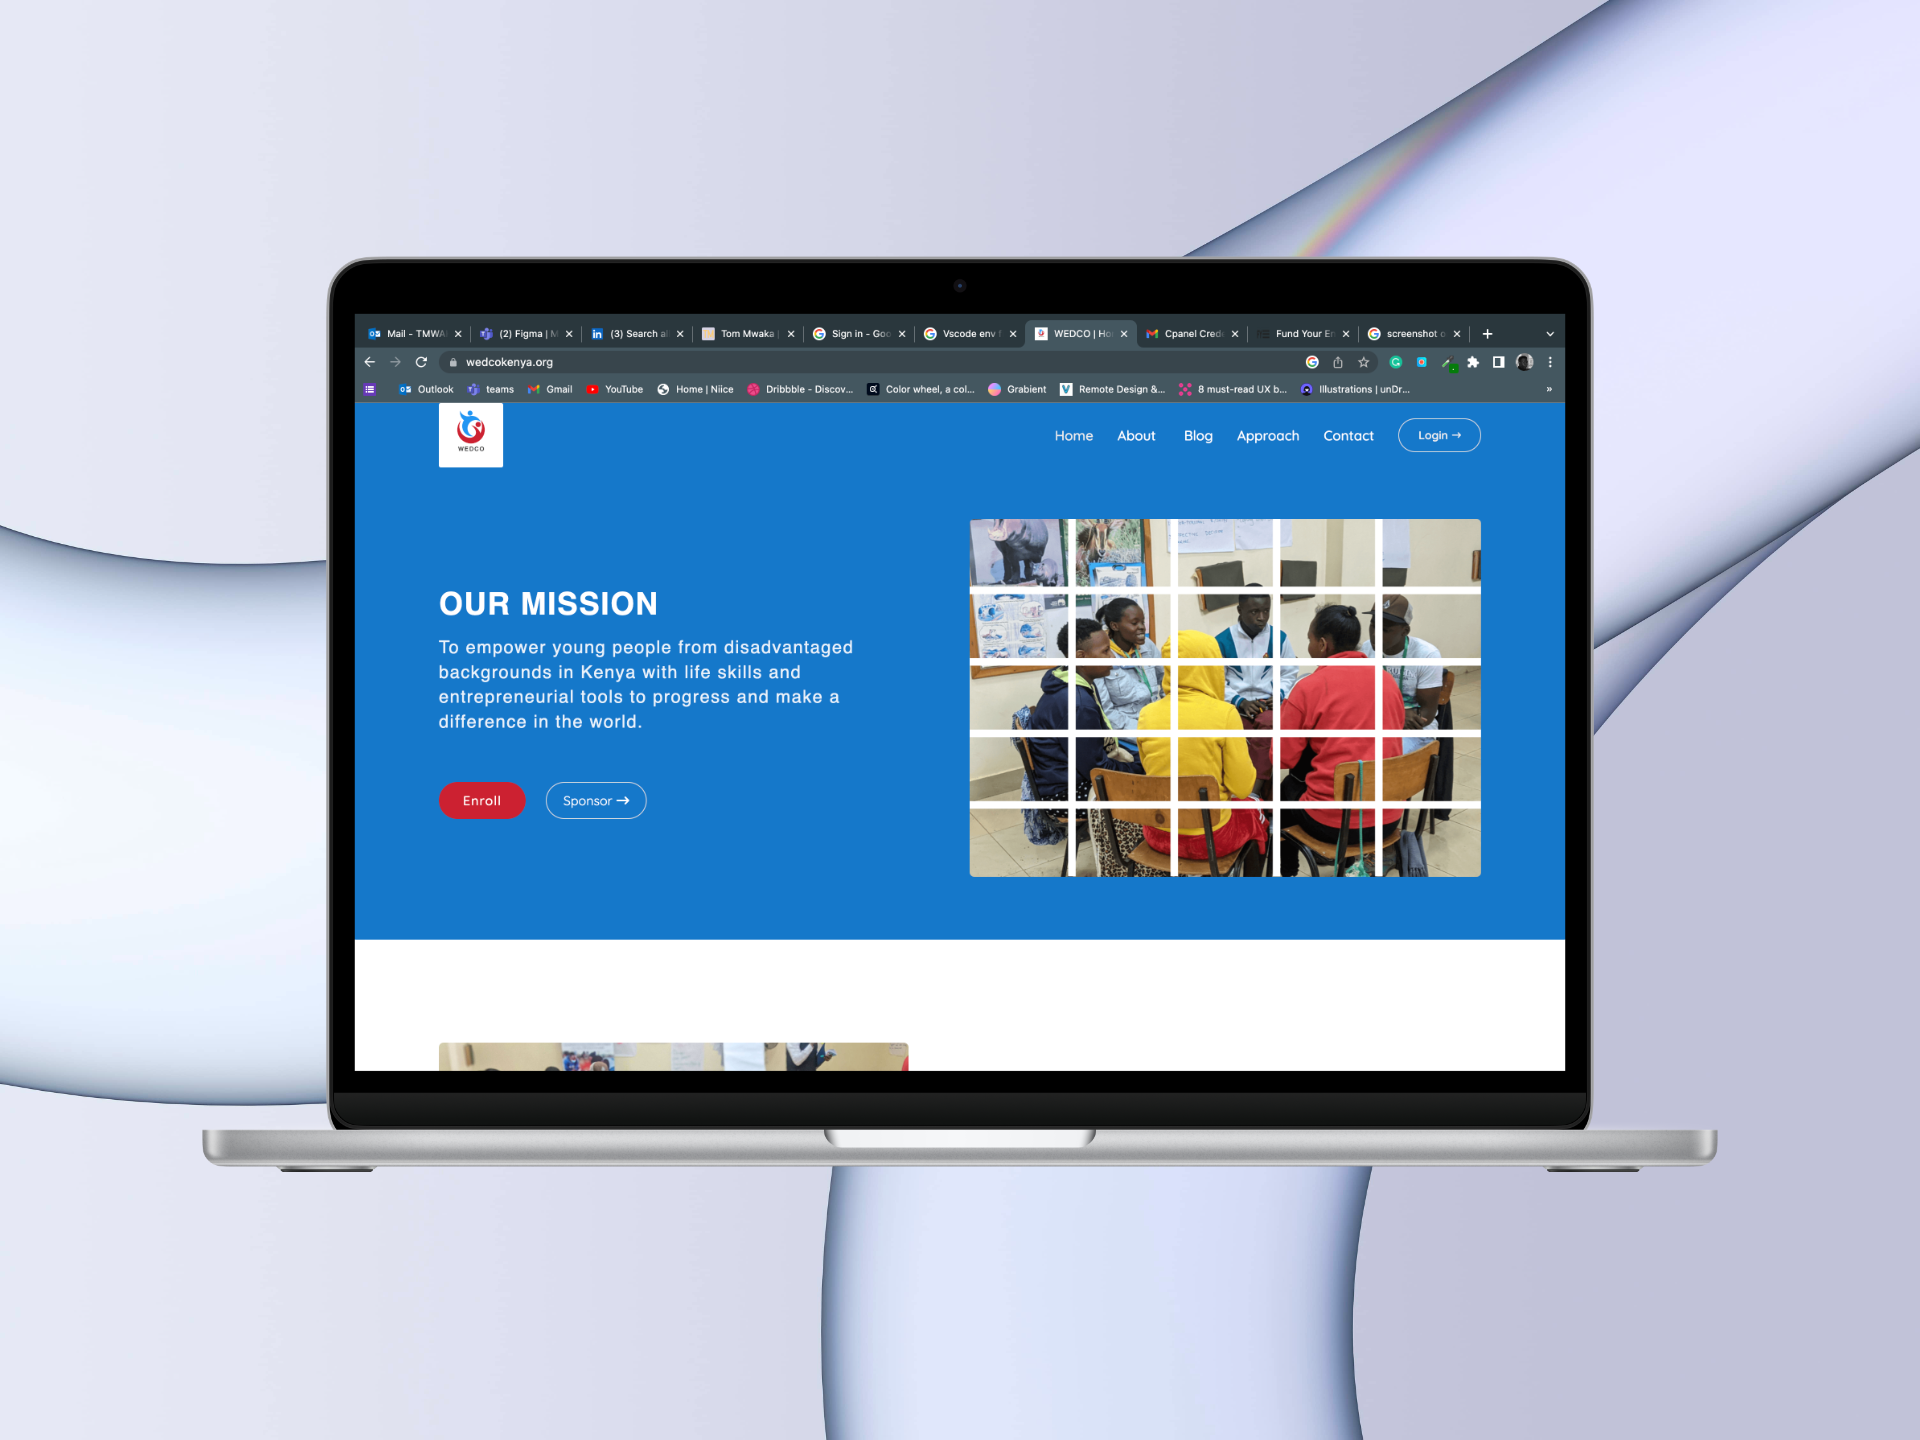 Mail - TMWA
(2) Figma | M
(3) Search al
Tom Mwaka |
Sign in - Goo
Vscode env f
WEDCO | Ho
Cpanel Crede
Fund Your En
screenshot o
wedcokenya.org
Outlook
teams
Gmail
YouTube
Home | Niice
Dribbble - Discov...
Color wheel, a col...
Grabient
Remote Design &...
8 must-read UX b...
Illustrations | unDr...
WEDCO
Home
About
Blog
Approach
Contact
Login →
OUR MISSION
To empower young people from disadvantaged
backgrounds in Kenya with life skills and
entrepreneurial tools to progress and make a
difference in the world.
Enroll
Sponsor →